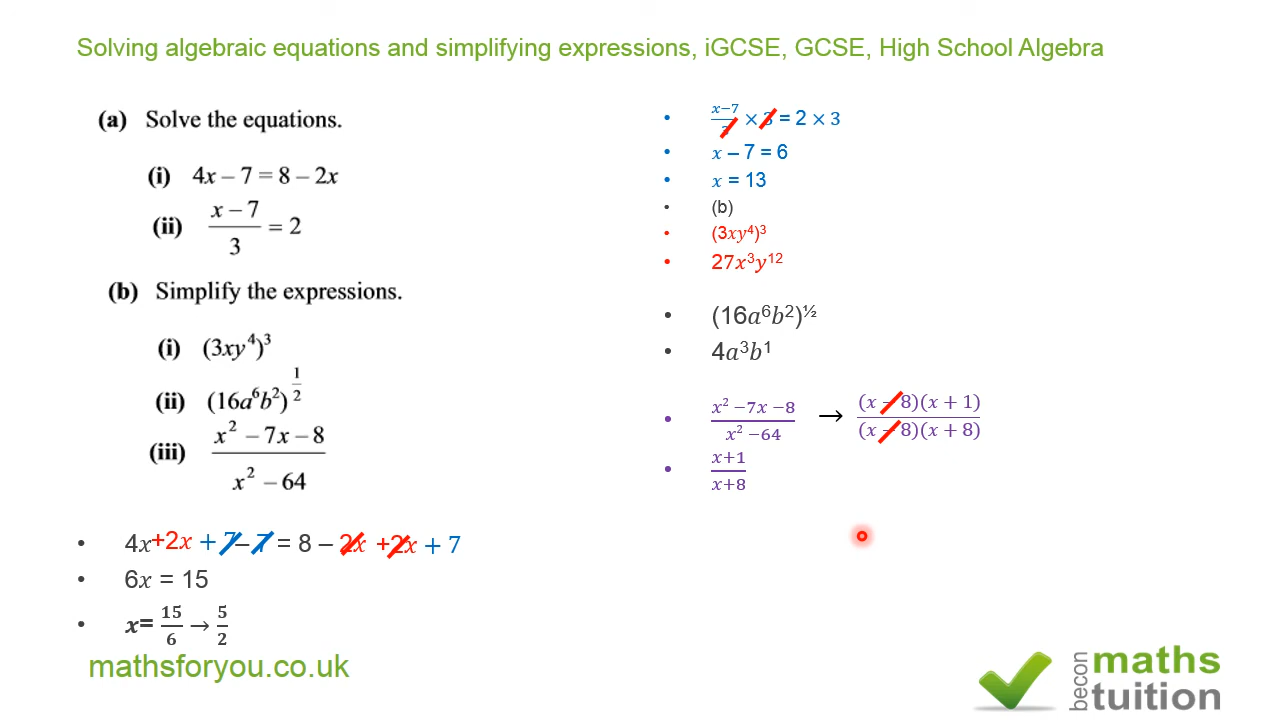 Solving algebraic equations and simplifying expressions, iGCSE, GCSE, High School Algebra
(a) Solve the equations.
(i) 4x – 7 = 8 – 2x
(ii) (x – 7)/3 = 2
(b) Simplify the expressions.
(i) (3xy⁴)³
(ii) (16a⁶b²)^(1/2)
(iii) (x² – 7x – 8)/(x² – 64)
• 4x+2x + 7 – 7 = 8 – 2x +2x + 7
• 6x = 15
• x= 15/6 → 5/2
mathsforyou.co.uk
• (x−7)/3 × 3 = 2 × 3
• x – 7 = 6
• x = 13
• (b)
• (3xy⁴)³
• 27x³y¹²
• (16a⁶b²)^½
• 4a³b¹
• (x² −7x −8)/(x² −64) → ((x − 8)(x + 1))/((x − 8)(x + 8))
• (x+1)/(x+8)
becon maths tuition